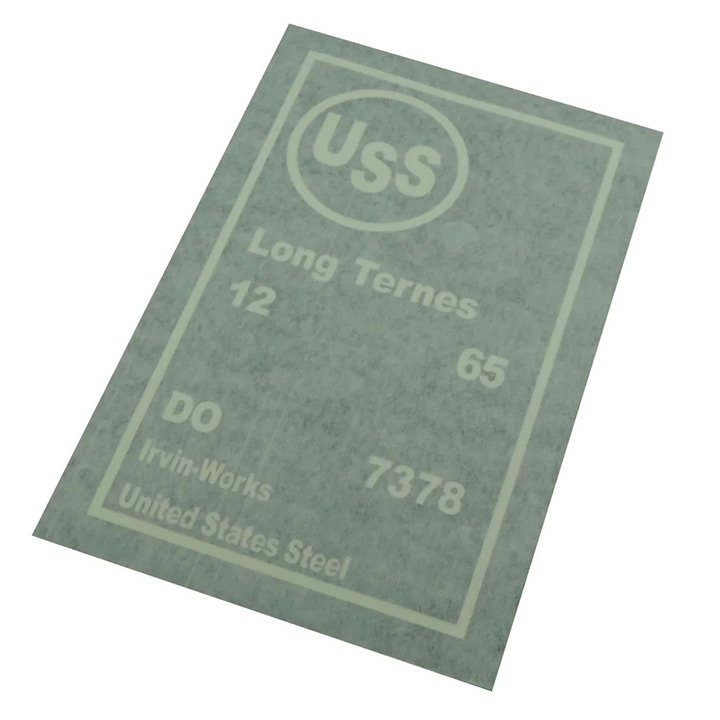 USS
Long Ternes
12
65
DO
7378
Irvin-Works
United States Steel